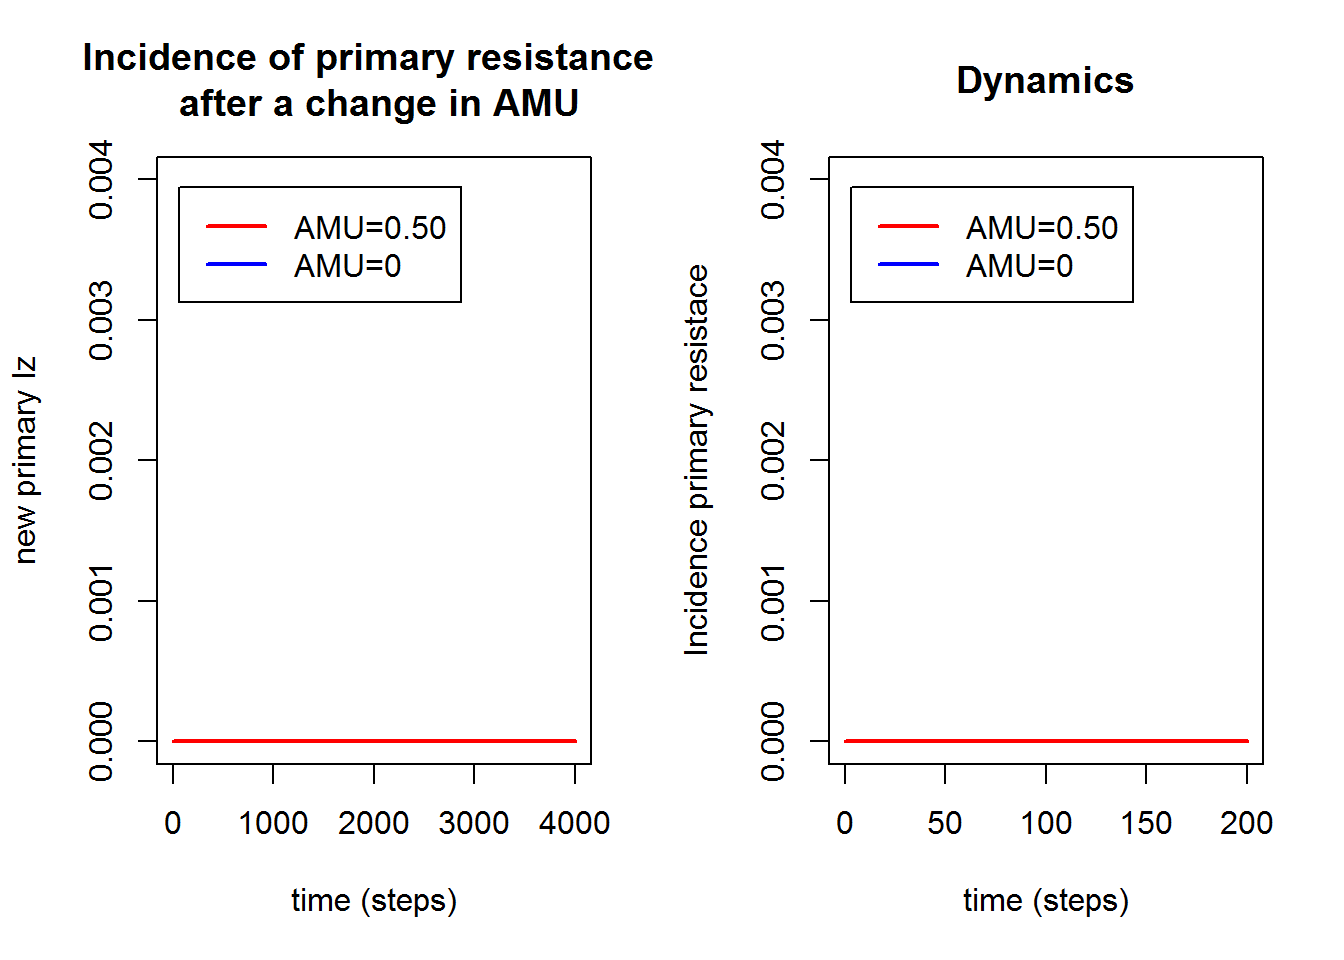 Incidence of primary resistance
after a change in AMU
new primary Iz
0.004
0.003
0.002
0.001
0.000
AMU=0.50
AMU=0
0 1000 2000 3000 4000
time (steps)
Dynamics
Incidence primary resistace
0.004
0.003
0.002
0.001
0.000
AMU=0.50
AMU=0
0 50 100 150 200
time (steps)